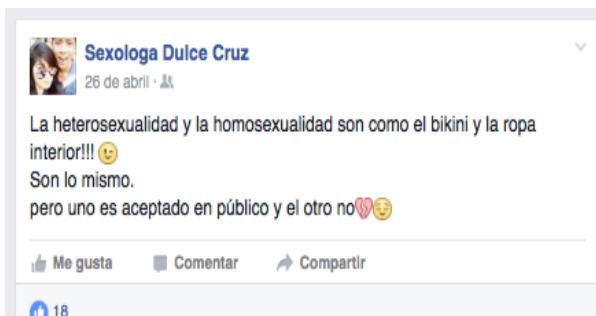 Sexologa Dulce Cruz
26 de abril ·
La heterosexualidad y la homosexualidad son como el bikini y la ropa
interior!!! 😉
Son lo mismo.
pero uno es aceptado en público y el otro no💔😌
Me gusta Comentar Compartir
18